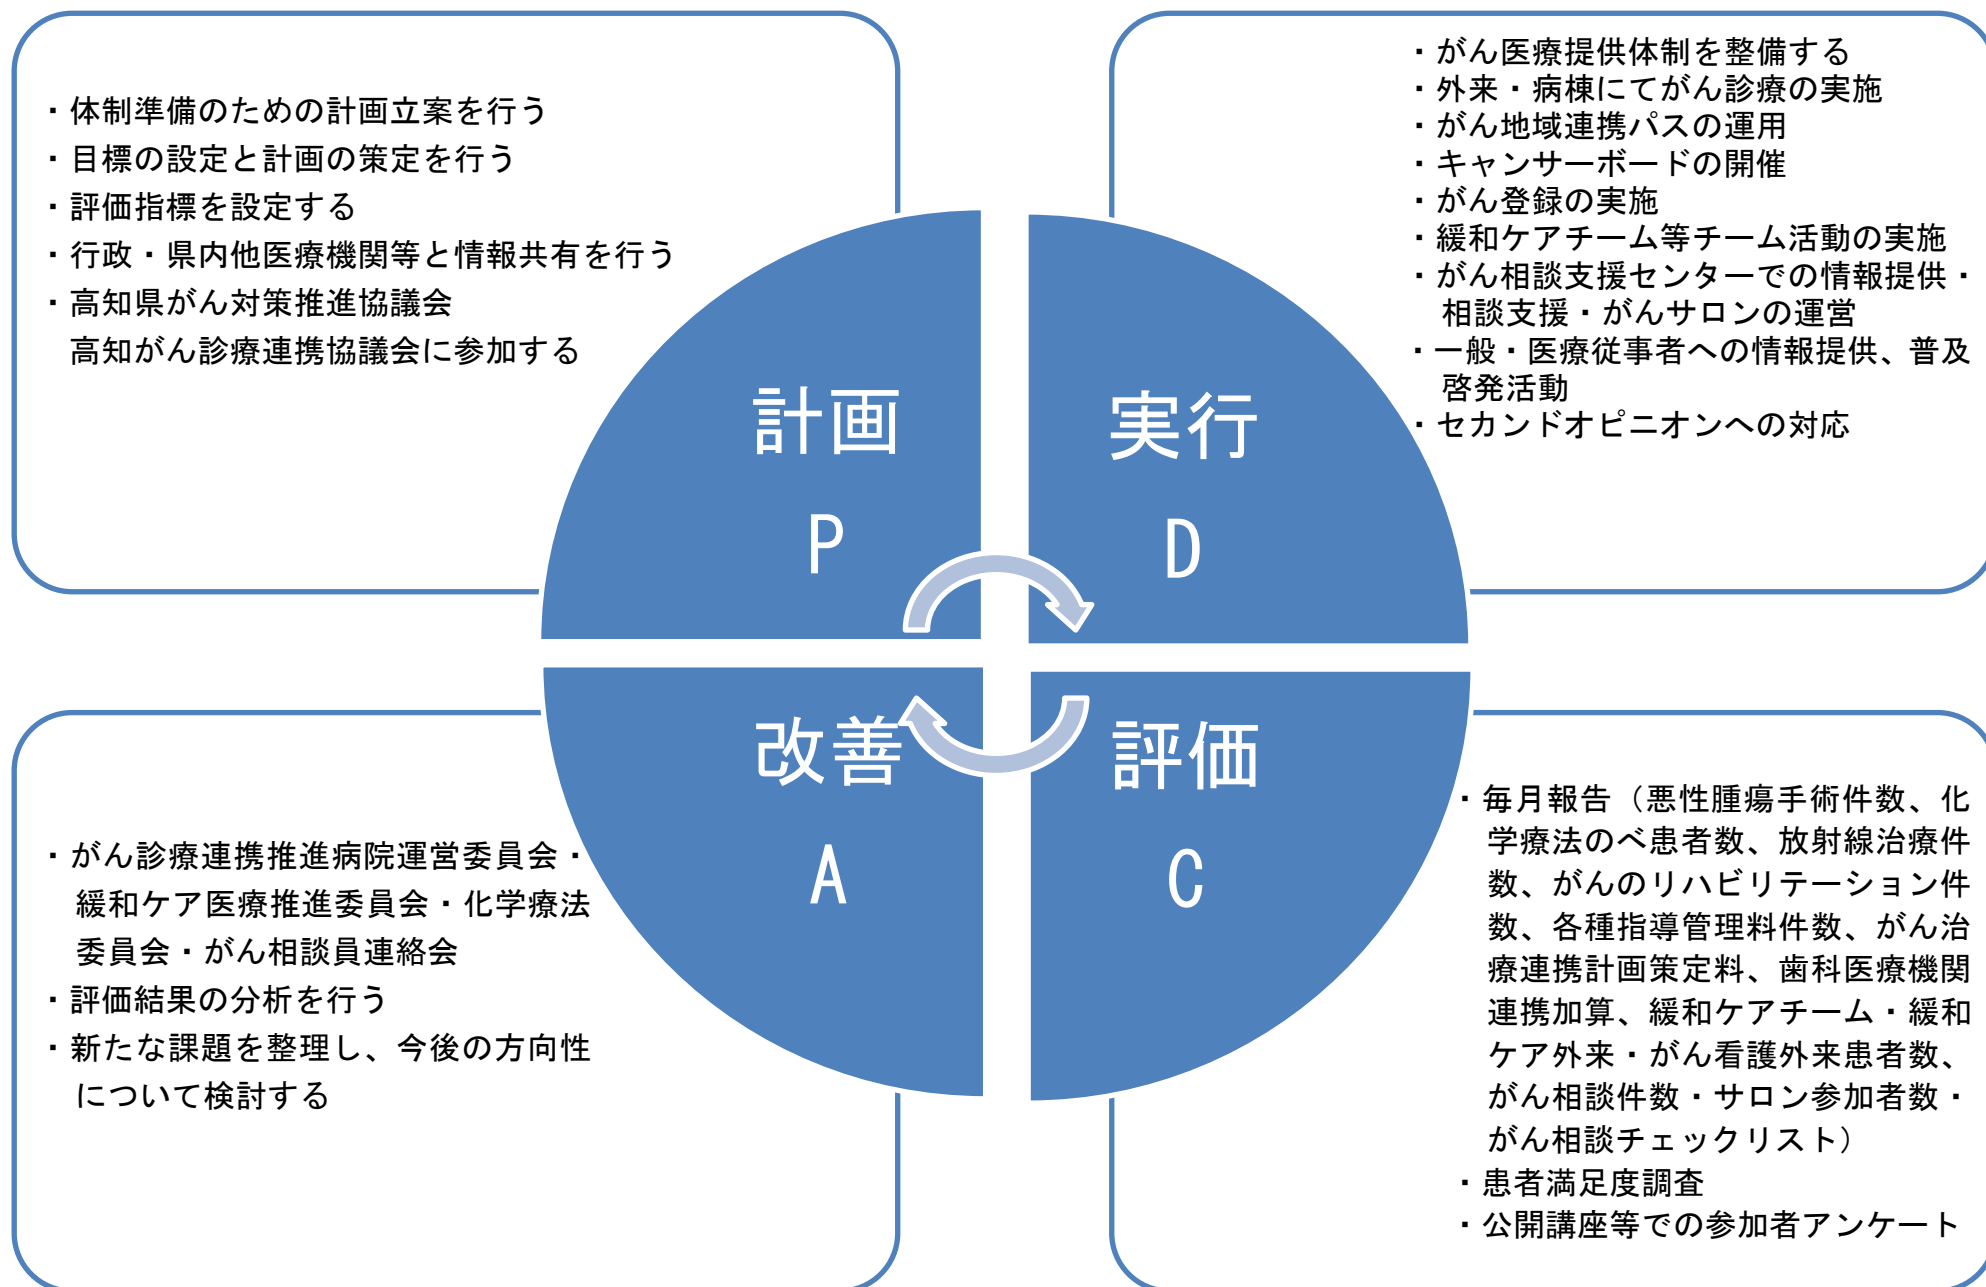 ・体制準備のための計画立案を行う
・目標の設定と計画の策定を行う
・評価指標を設定する
・行政・県内他医療機関等と情報共有を行う
・高知県がん対策推進協議会
高知がん診療連携協議会に参加する
計画
P
・がん医療提供体制を整備する
・外来・病棟にてがん診療の実施
・がん地域連携パスの運用
・キャンサーボードの開催
・がん登録の実施
・緩和ケアチーム等チーム活動の実施
・がん相談支援センターでの情報提供・
相談支援・がんサロンの運営
・一般・医療従事者への情報提供、普及
啓発活動
・セカンドオピニオンへの対応
実行
D
改善
A
・がん診療連携推進病院運営委員会・
緩和ケア医療推進委員会・化学療法
委員会・がん相談員連絡会
・評価結果の分析を行う
・新たな課題を整理し、今後の方向性
について検討する
評価
C
・毎月報告（悪性腫瘍手術件数、化
学療法のべ患者数、放射線治療件
数、がんのリハビリテーション件
数、各種指導管理料件数、がん治
療連携計画策定料、歯科医療機関
連携加算、緩和ケアチーム・緩和
ケア外来・がん看護外来患者数、
がん相談件数・サロン参加者数・
がん相談チェックリスト）
・患者満足度調査
・公開講座等での参加者アンケート